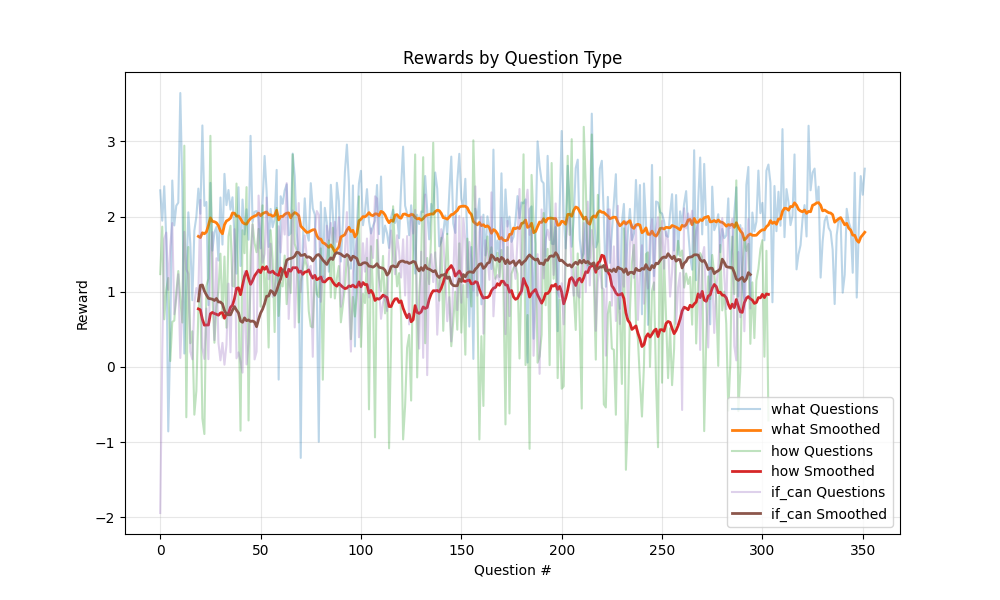 Rewards by Question Type
Reward
3
2
1
0
−1
−2
0 50 100 150 200 250 300 350
Question #
what Questions
what Smoothed
how Questions
how Smoothed
if_can Questions
if_can Smoothed